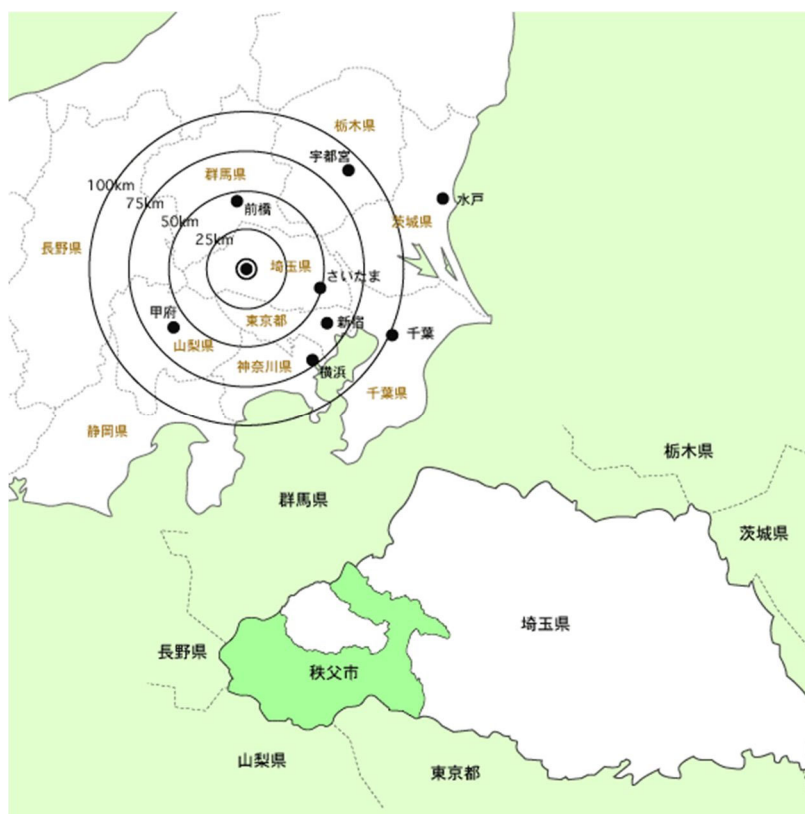 栃木県
宇都宮
群馬県
100km
75km
前橋
水戸
50km
茨城県
25km
長野県
埼玉県
さいたま
甲府
東京都
新宿
千葉
山梨県
神奈川県
横浜
千葉県
静岡県
栃木県
群馬県
茨城県
埼玉県
長野県
秩父市
山梨県
東京都